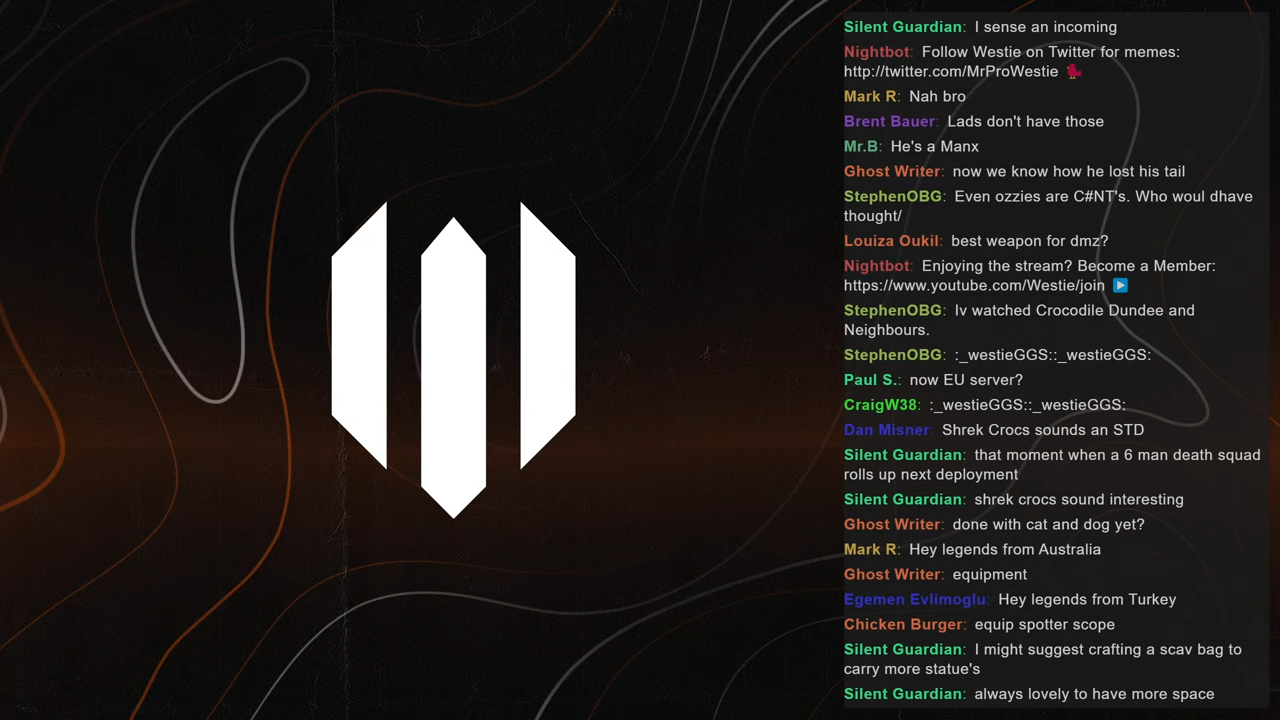 Silent Guardian: I sense an incoming
Nightbot: Follow Westie on Twitter for memes:
http://twitter.com/MrProWestie
Mark R: Nah bro
Brent Bauer: Lads don't have those
Mr.B: He's a Manx
Ghost Writer: now we know how he lost his tail
StephenOBG: Even ozzies are C#NT's. Who woul dhave
thought/
Louiza Oukil: best weapon for dmz?
Nightbot: Enjoying the stream? Become a Member:
https://www.youtube.com/Westie/join
StephenOBG: Iv watched Crocodile Dundee and
Neighbours.
StephenOBG: :_westieGGS::_westieGGS:
Paul S.: now EU server?
CraigW38: :_westieGGS::_westieGGS:
Dan Misner: Shrek Crocs sounds an STD
Silent Guardian: that moment when a 6 man death squad
rolls up next deployment
Silent Guardian: shrek crocs sound interesting
Ghost Writer: done with cat and dog yet?
Mark R: Hey legends from Australia
Ghost Writer: equipment
Egemen Evlimoglu: Hey legends from Turkey
Chicken Burger: equip spotter scope
Silent Guardian: I might suggest crafting a scav bag to
carry more statue's
Silent Guardian: always lovely to have more space